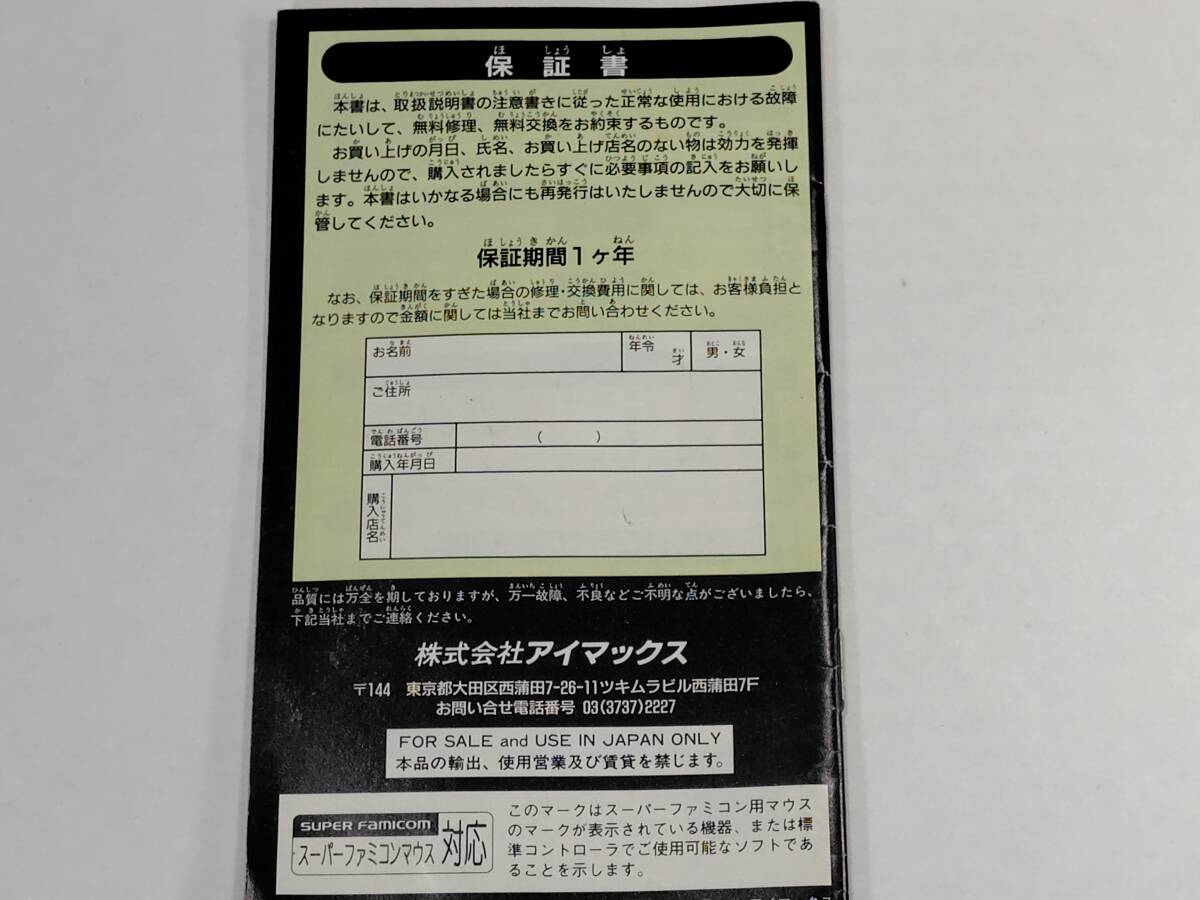 保証書
本書は、取扱説明書の注意書きに従った正常な使用における故障
にたいして、無料修理、無料交換をお約束するものです。
お買い上げの月日、氏名、お買い上げ店名のない物は効力を発揮
しませんので、購入されましたらすぐに必要事項の記入をお願いし
ます。本書はいかなる場合にも再発行はいたしませんので大切に保
管してください。
保証期間1ヶ年
なお、保証期間をすぎた場合の修理・交換費用に関しては、お客様負担と
なりますので金額に関しては当社までお問い合わせください。
お名前 年令 才 男・女
ご住所
電話番号 ( )
購入年月日
購入店名
品質には万全を期しておりますが、万一故障、不良などご不明な点がございましたら、
下記当社までご連絡ください。
株式会社アイマックス
〒144 東京都大田区西蒲田7-26-11ツキムラビル西蒲田7F
お問い合せ電話番号 03(3737)2227
FOR SALE and USE IN JAPAN ONLY
本品の輸出、使用営業及び賃貸を禁じます。
SUPER FAMICOM
スーパーファミコンマウス 対応
このマークはスーパーファミコン用マウス
のマークが表示されている機器、または標
準コントローラでご使用可能なソフトであ
ることを示します。